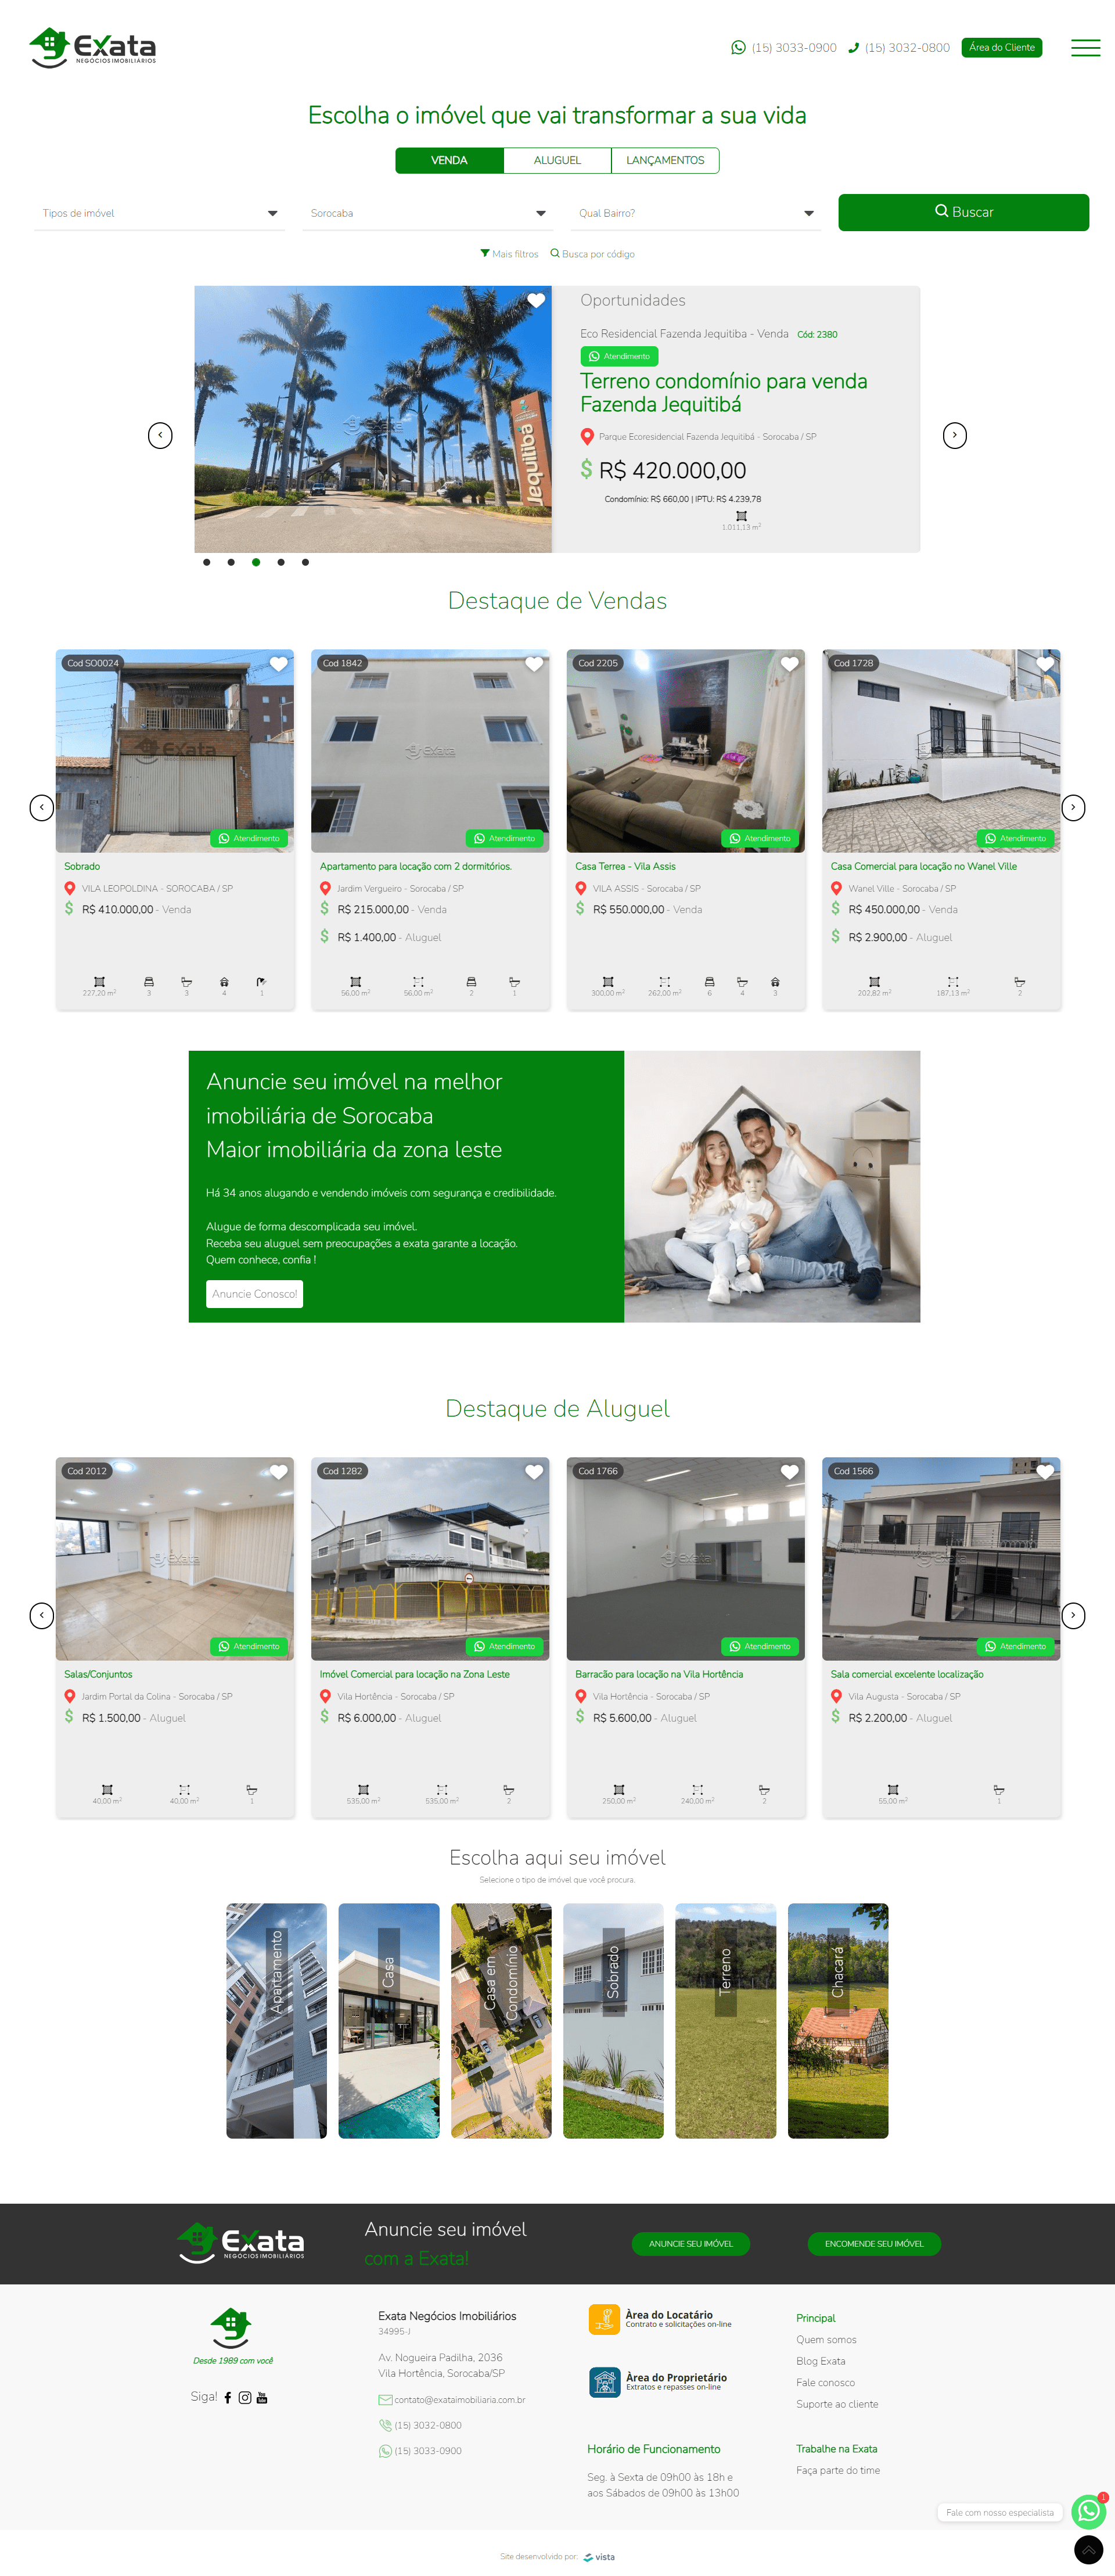 Exata
NEGÓCIOS IMOBILIÁRIOS
(15) 3033-0900
(15) 3032-0800
Área do Cliente
Escolha o imóvel que vai transformar a sua vida
VENDA
ALUGUEL
LANÇAMENTOS
Tipos de imóvel
Sorocaba
Qual Bairro?
Buscar
Mais filtros
Busca por código
Oportunidades
Eco Residencial Fazenda Jequitiba - Venda Cód: 2380
Atendimento
Terreno condomínio para venda
Fazenda Jequitibá
Parque Ecoresidencial Fazenda Jequitibá - Sorocaba / SP
R$ 420.000,00
Condomínio: R$ 660,00 | IPTU: R$ 4.239,78
1.011,13 m²
Destaque de Vendas
Cod SO0024
Exata
Atendimento
Sobrado
VILA LEOPOLDINA - SOROCABA / SP
R$ 410.000,00 - Venda
227,20 m² 3 3 4 1
Cod 1842
Exata
Atendimento
Apartamento para locação com 2 dormitórios.
Jardim Vergueiro - Sorocaba / SP
R$ 215.000,00 - Venda
R$ 1.400,00 - Aluguel
56,00 m² 56,00 m² 2 1
Cod 2205
Atendimento
Casa Terrea - Vila Assis
VILA ASSIS - Sorocaba / SP
R$ 550.000,00 - Venda
300,00 m² 262,00 m² 6 4 3
Cod 1728
Atendimento
Casa Comercial para locação no Wanel Ville
Wanel Ville - Sorocaba / SP
R$ 450.000,00 - Venda
R$ 2.900,00 - Aluguel
202,82 m² 187,13 m² 2
Anuncie seu imóvel na melhor
imobiliária de Sorocaba
Maior imobiliária da zona leste
Há 34 anos alugando e vendendo imóveis com segurança e credibilidade.
Alugue de forma descomplicada seu imóvel.
Receba seu aluguel sem preocupações a exata garante a locação.
Quem conhece, confia !
Anuncie Conosco!
Destaque de Aluguel
Cod 2012
Exata
Atendimento
Salas/Conjuntos
Jardim Portal da Colina - Sorocaba / SP
R$ 1.500,00 - Aluguel
40,00 m² 40,00 m² 1
Cod 1282
Exata
Atendimento
Imóvel Comercial para locação na Zona Leste
Vila Hortência - Sorocaba / SP
R$ 6.000,00 - Aluguel
535,00 m² 535,00 m² 2
Cod 1766
Exata
Atendimento
Barracão para locação na Vila Hortência
Vila Hortência - Sorocaba / SP
R$ 5.600,00 - Aluguel
250,00 m² 240,00 m² 2
Cod 1566
Exata
Atendimento
Sala comercial excelente localização
Vila Augusta - Sorocaba / SP
R$ 2.200,00 - Aluguel
55,00 m² 1
Escolha aqui seu imóvel
Selecione o tipo de imóvel que você procura.
Apartamento
Casa
Casa em
Condomínio
Sobrado
Terreno
Chacará
Exata
NEGÓCIOS IMOBILIÁRIOS
Anuncie seu imóvel
com a Exata!
ANUNCIE SEU IMÓVEL
ENCOMENDE SEU IMÓVEL
Desde 1989 com você
Siga!
Exata Negócios Imobiliários
34995-J
Av. Nogueira Padilha, 2036
Vila Hortência, Sorocaba/SP
contato@exataimobiliaria.com.br
(15) 3032-0800
(15) 3033-0900
Àrea do Locatário
Contrato e solicitações on-line
Àrea do Proprietário
Extratos e repasses on-line
Horário de Funcionamento
Seg. à Sexta de 09h00 às 18h e
aos Sábados de 09h00 às 13h00
Principal
Quem somos
Blog Exata
Fale conosco
Suporte ao cliente
Trabalhe na Exata
Faça parte do time
Fale com nosso especialista
1
Site desenvolvido por: vista